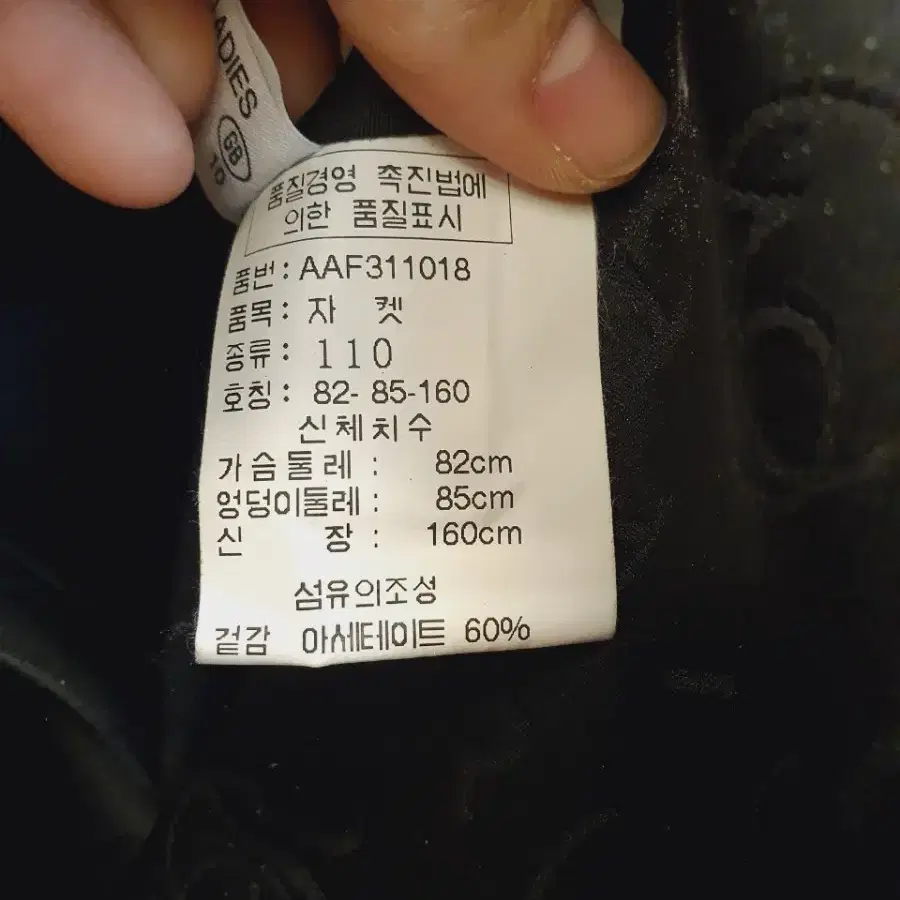 ADIES
GB
10
품질경영 촉진법에
의한 품질표시
품번 : AAF311018
품목 : 자 켓
종류 : 110
호칭 : 82- 85-160
신체치수
가슴둘레 : 82cm
엉덩이둘레 : 85cm
신 장 : 160cm
섬유의조성
겉감 아세테이트 60%